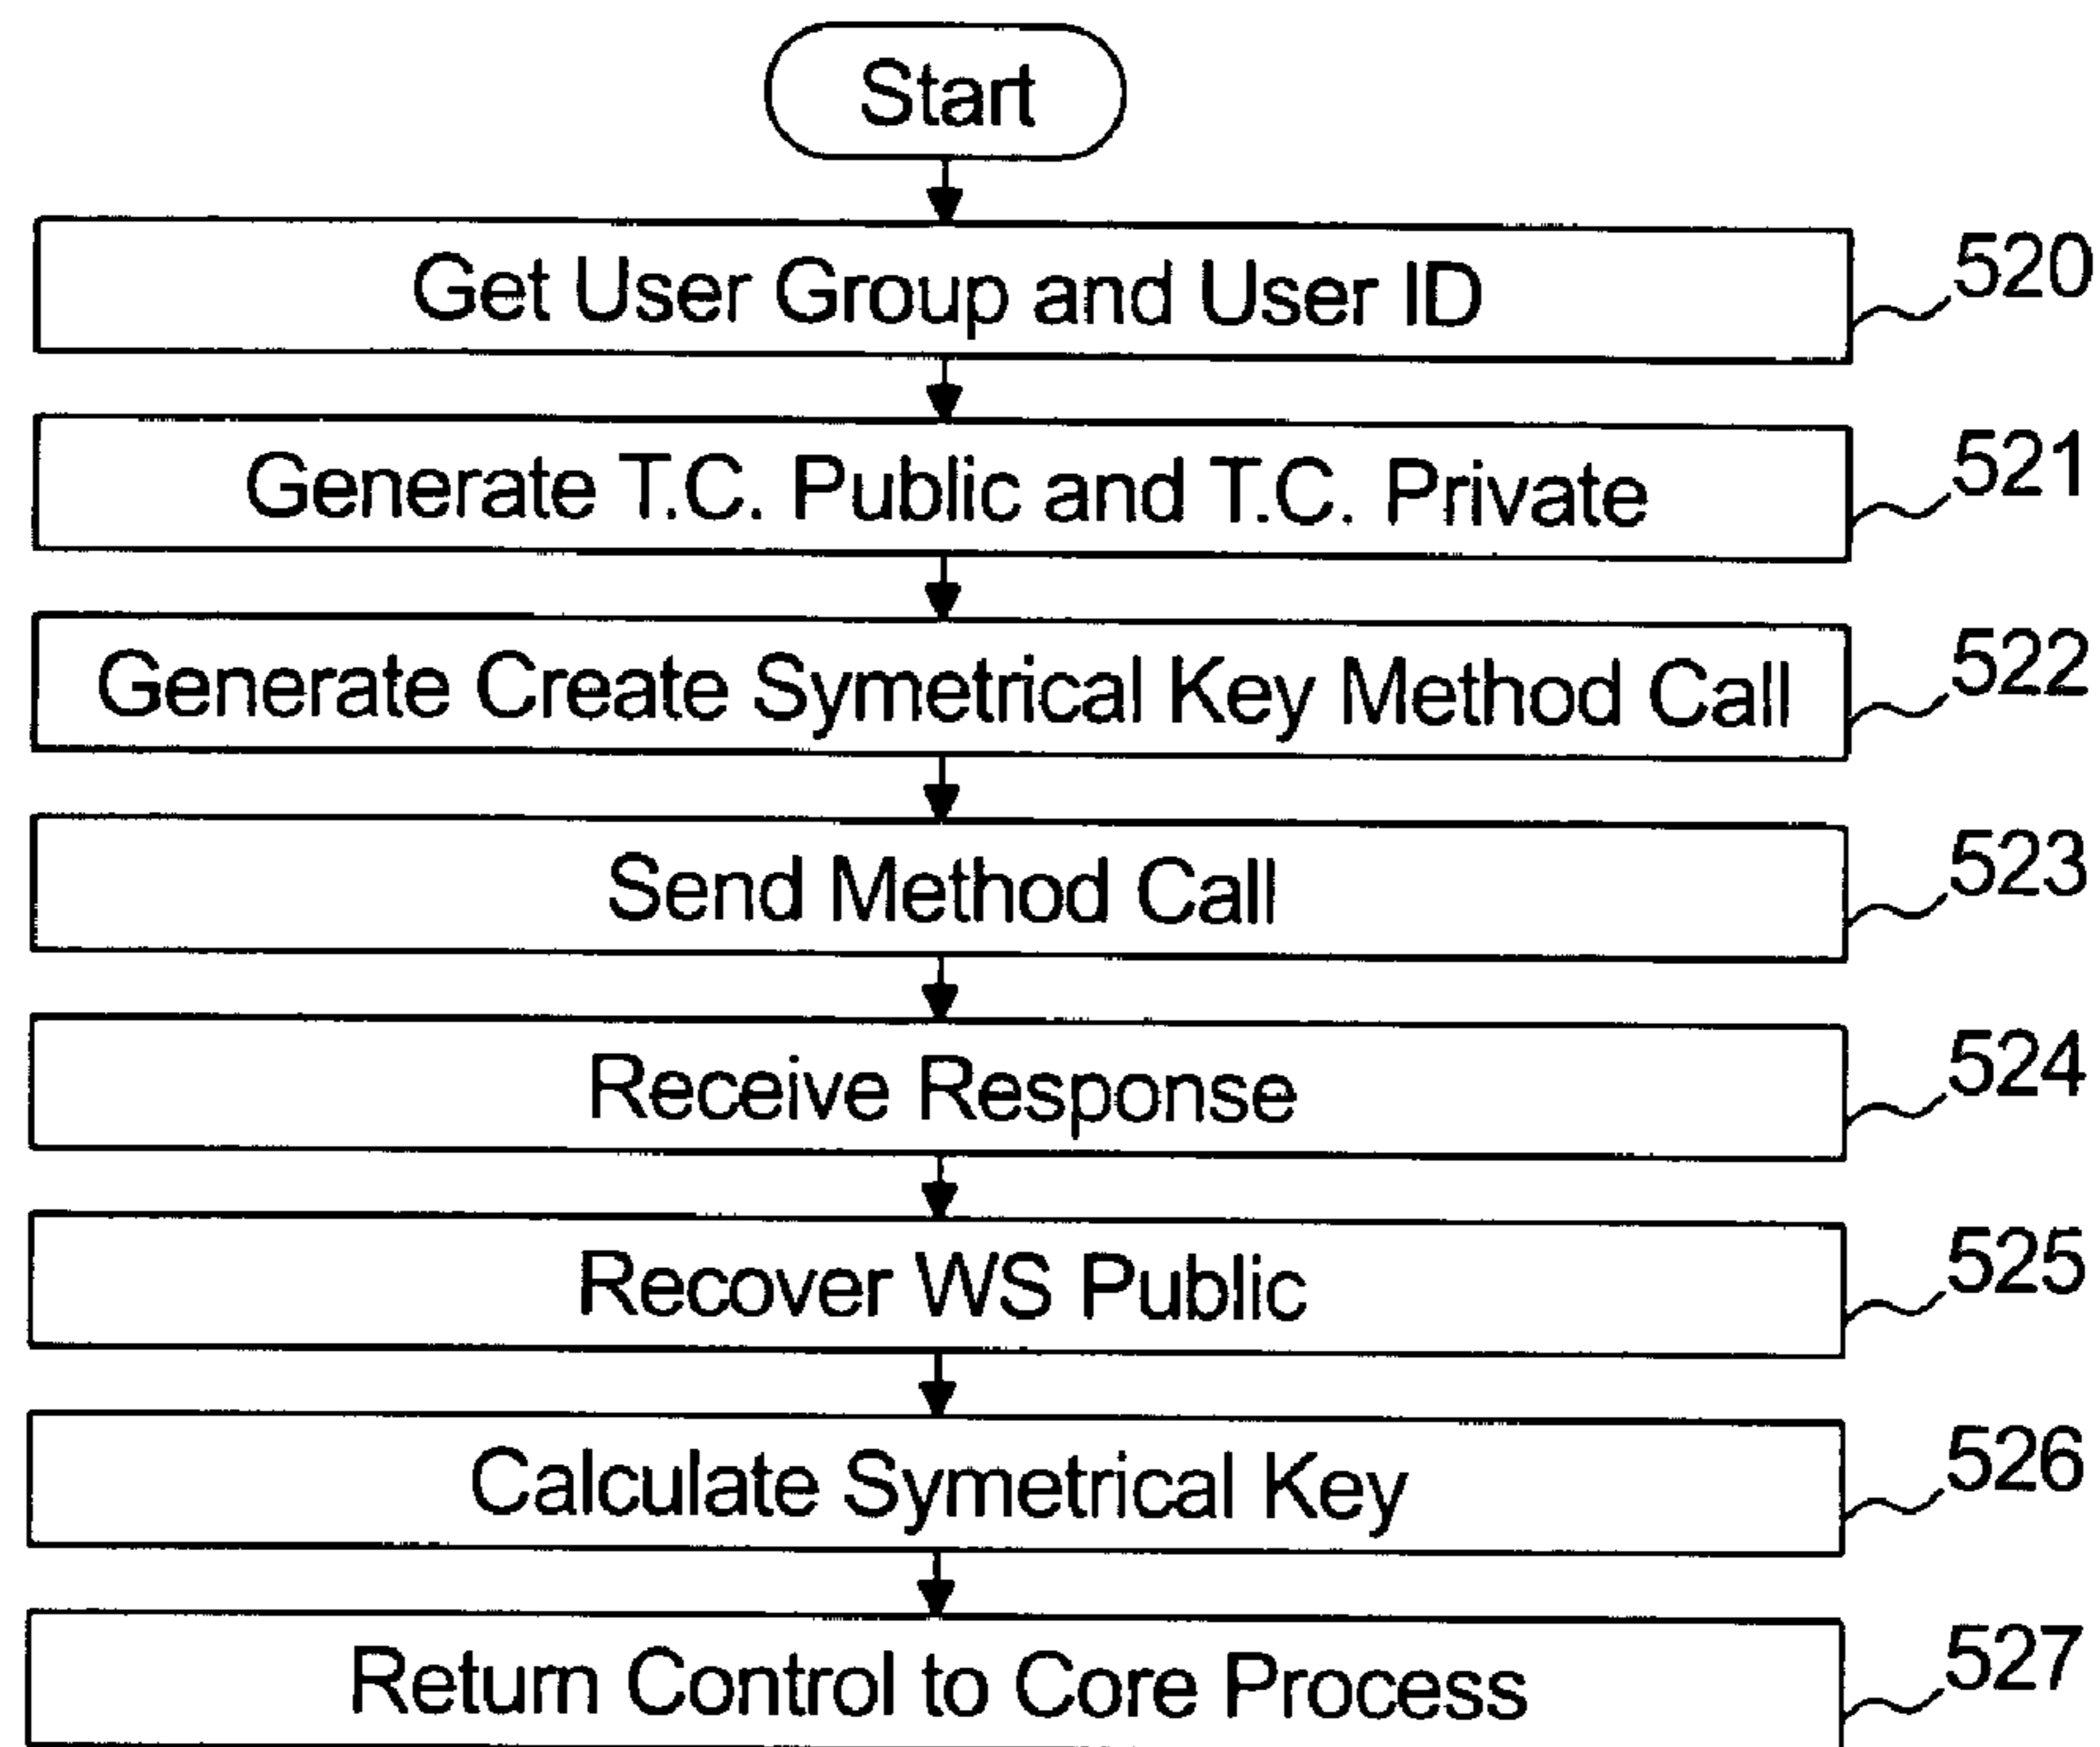 Start
Get User Group and User ID
520
Generate T.C. Public and T.C. Private
521
Generate Create Symetrical Key Method Call
522
Send Method Call
523
Receive Response
524
Recover WS Public
525
Calculate Symetrical Key
526
Return Control to Core Process
527